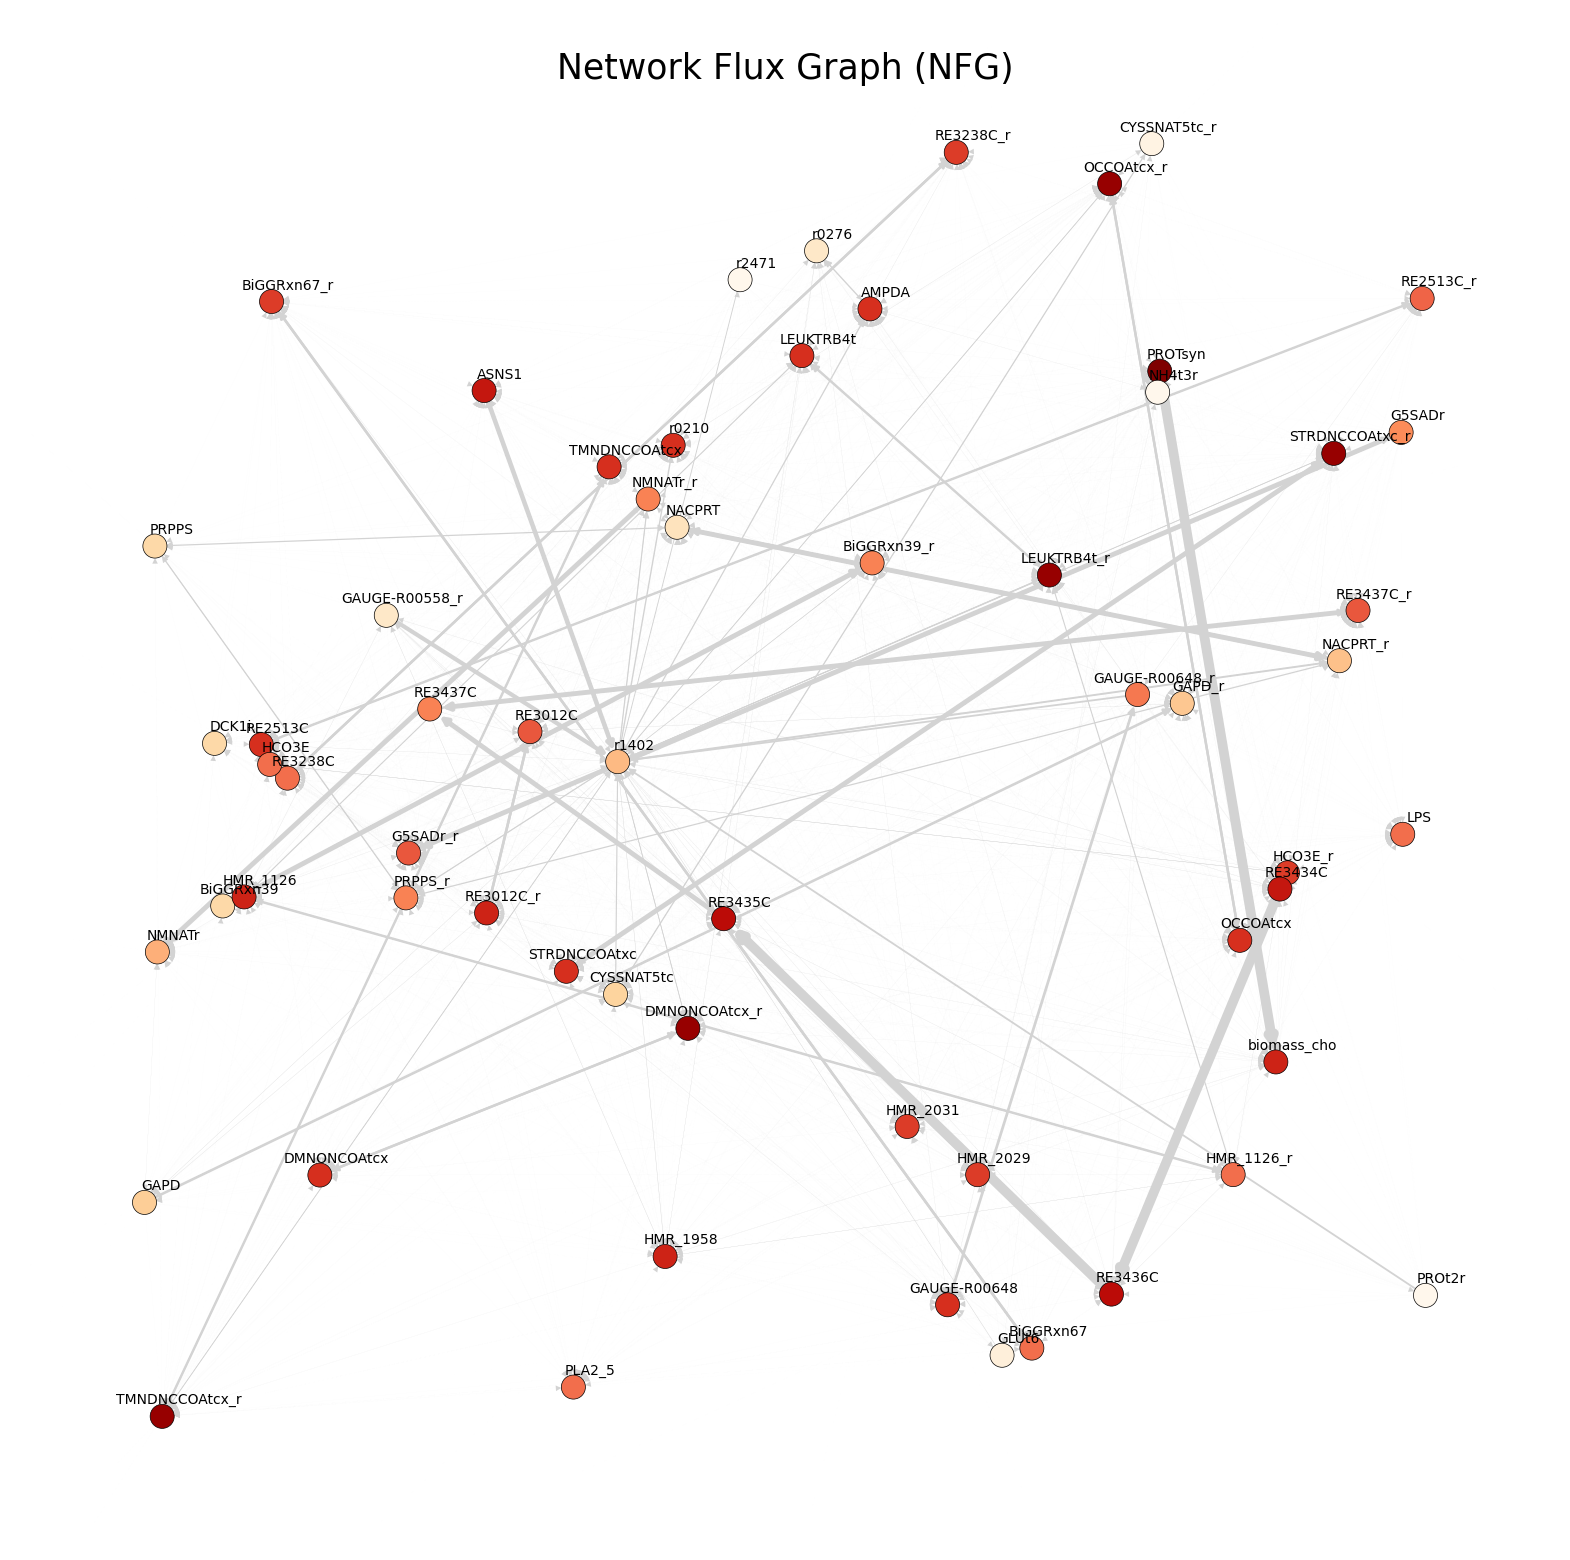 Network Flux Graph (NFG)
CYSSNAT5tc_r
RE3238C_r
OCCOAtcx_r
r0276
r2471
RE2513C_r
BiGGRxn67_r
AMPDA
LEUKTRB4t
PROTsyn
NH4t3r
ASNS1
G5SADr
r0210
STRDNCCOAtxc_r
TMNDNCCOAtcx
NMNATr_r
NACPRT
PRPPS
BiGGRxn39_r
LEUKTRB4t_r
GAUGE-R00558_r
RE3437C_r
NACPRT_r
GAUGE-R00648_r
GAPD_r
RE3437C
RE3012C
DCK1i
RE2513C
HCO3E
r1402
RE3238C
LPS
G5SADr_r
HCO3E_r
RE3434C
HMR_1126
PRPPS_r
BiGGRxn39
RE3012C_r
RE3435C
OCCOAtcx
NMNATr
STRDNCCOAtxc
CYSSNAT5tc
DMNONCOAtcx_r
biomass_cho
HMR_2031
DMNONCOAtcx
HMR_2029
HMR_1126_r
GAPD
HMR_1958
RE3436C
PROt2r
GAUGE-R00648
BiGGRxn67
GLUt6
PLA2_5
TMNDNCCOAtcx_r